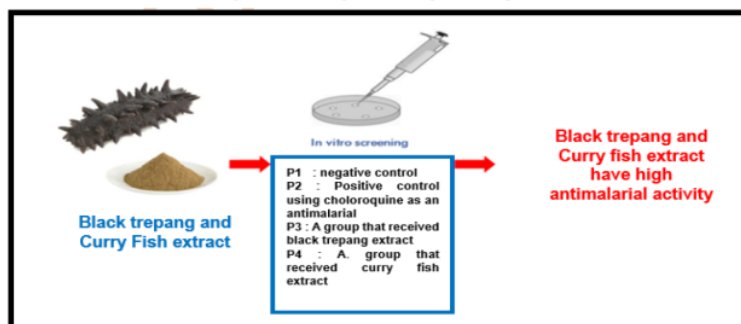 Black trepang and
Curry Fish extract
In vitro screening
P1 : negative control
P2 : Positive control
using choloroquine as an
antimalarial
P3 : A group that received
black trepang extract
P4 : A. group that
received curry fish
extract
Black trepang and
Curry fish extract
have high
antimalarial activity